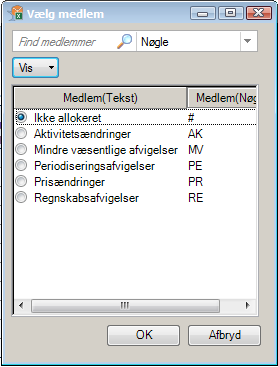 Vælg medlem
Find medlemmer Nøgle
Vis
Medlem(Tekst) Medlem(Nøg
Ikke allokeret #
Aktivitetsændringer AK
Mindre væsentlige afvigelser MV
Periodiseringsafvigelser PE
Prisændringer PR
Regnskabsafvigelser RE
OK Afbryd